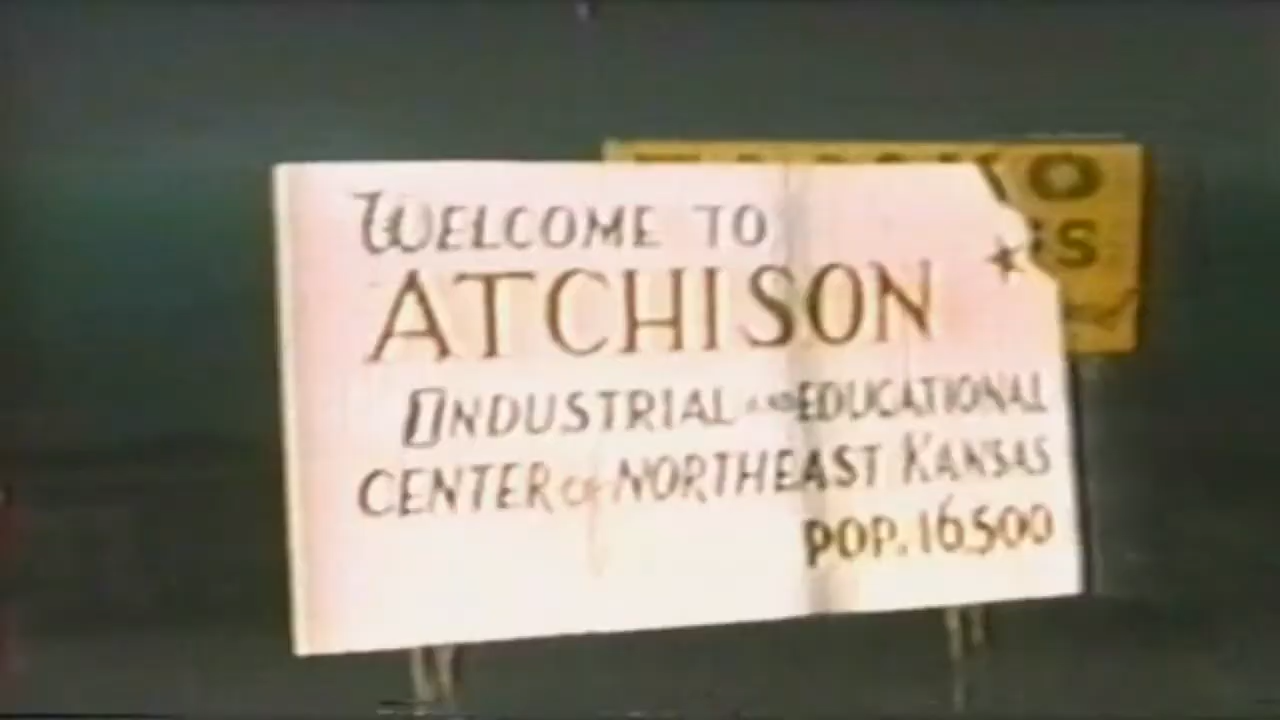 WELCOME TO
ATCHISON
INDUSTRIAL AND EDUCATIONAL
CENTER OF NORTHEAST KANSAS
POP. 16500